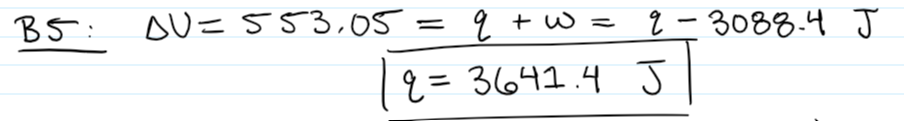 B5: ΔU = 553.05 = q + w = q - 3088.4 J
q = 3641.4 J